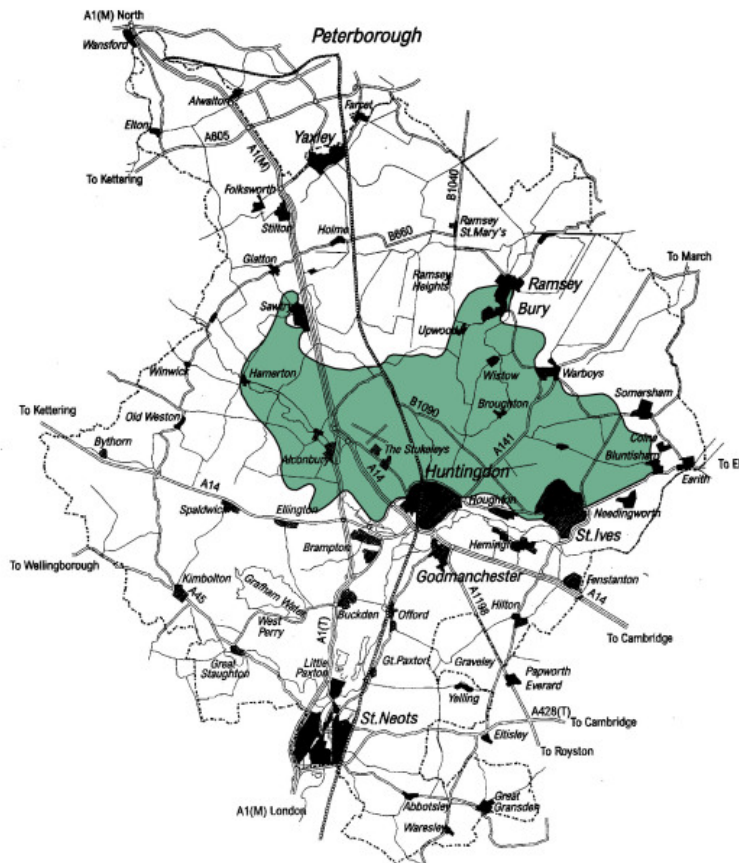 A1(M) North
Wansford
Peterborough
Alwalton
Farcet
Elton
A605
A1(M)
Yaxley
To Kettering
B1040
Folksworth
Stilton
Holme
B660
Ramsey
St.Mary's
Glatton
To March
Ramsey
Heights
Ramsey
Bury
Sawtry
Upwood
Winwick
Hamerton
Wistow
Warboys
Somersham
To Kettering
Old Weston
B1090
Broughton
Bythorn
A141
Colne
The Stukeleys
Bluntisham
To E
Alconbury
A14
Earith
A14
Huntingdon
Spaldwick
Ellington
Houghton
Needingworth
St.Ives
Brampton
Heming
To Wellingborough
Godmanchester
Kimbolton
Fenstanton
Grafham Water
A45
A14
Buckden
Offord
A1198
Hilton
West
Perry
To Cambridge
A1(T)
Great
Staughton
Little
Paxton
Gt.Paxton
Graveley
Papworth
Everard
Yelling
St.Neots
A428(T)
To Cambridge
Eltisley
To Royston
A1(M) London
Abbotsley
Great
Gransden
Waresley